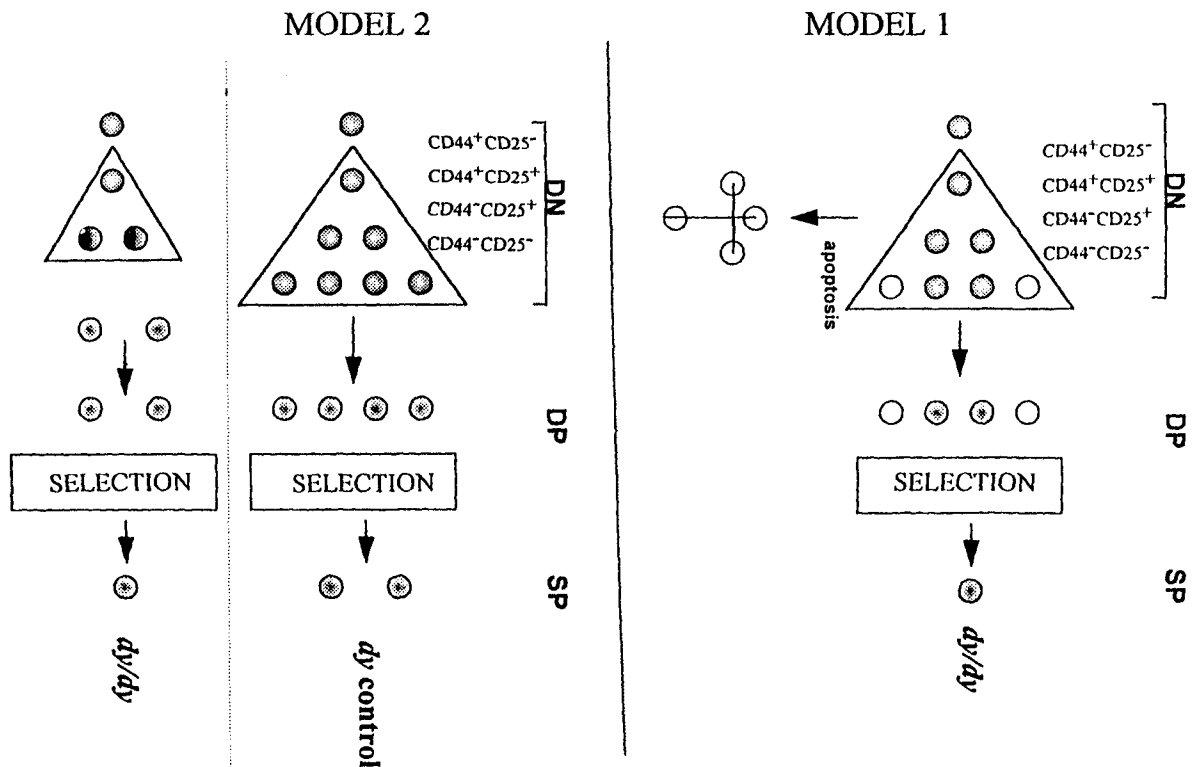 MODEL 2
MODEL 1
CD44⁺CD25⁻
CD44⁺CD25⁺
CD44⁻CD25⁺
CD44⁻CD25⁻
DN
CD44⁺CD25⁻
CD44⁺CD25⁺
CD44⁻CD25⁺
CD44⁻CD25⁻
DN
apoptosis
DP
DP
SELECTION
SELECTION
SELECTION
SP
SP
dy/dy
dy control
dy/dy